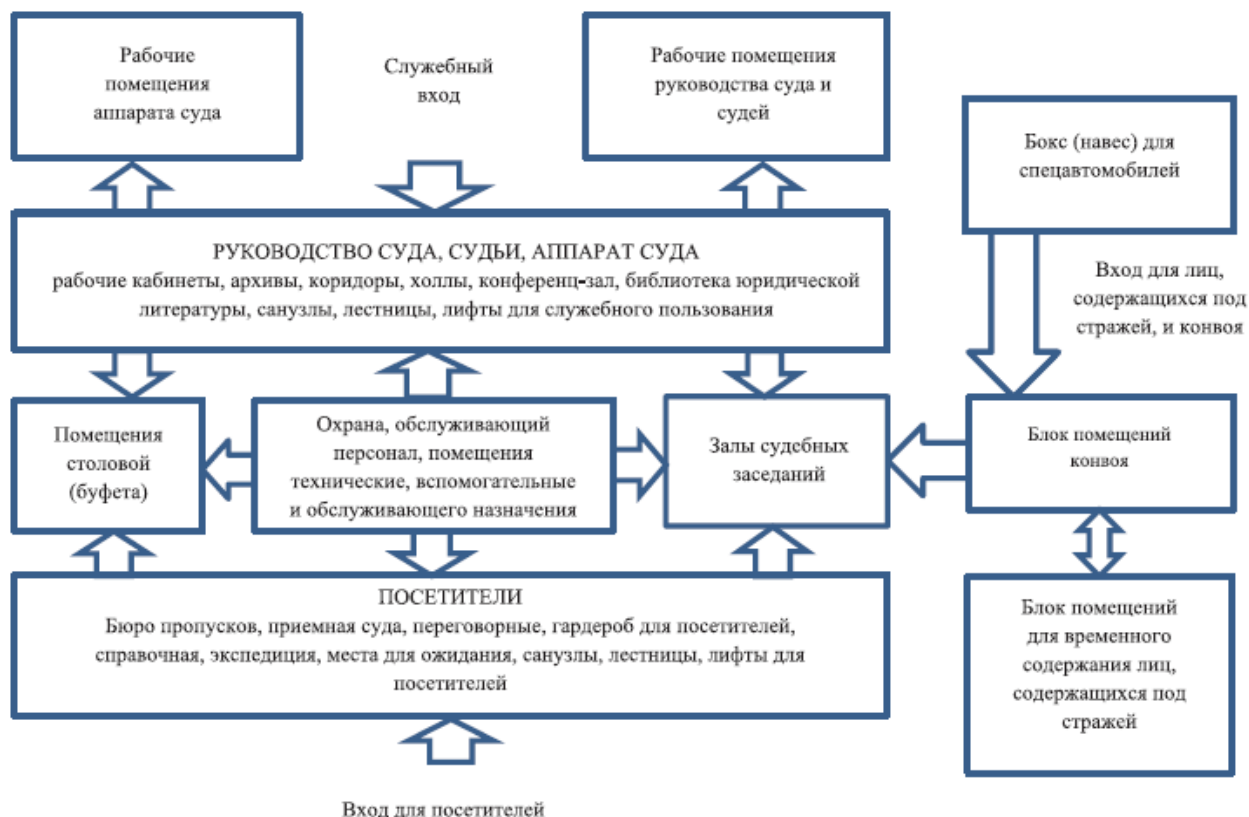 Рабочие
помещения
аппарата суда
Служебный
вход
Рабочие помещения
руководства суда и
судей
Бокс (навес) для
спецавтомобилей
РУКОВОДСТВО СУДА, СУДЬИ, АППАРАТ СУДА
рабочие кабинеты, архивы, коридоры, холлы, конференц-зал, библиотека юридической
литературы, санузлы, лестницы, лифты для служебного пользования
Вход для лиц,
содержащихся под
стражей, и конвоя
Помещения
столовой
(буфета)
Охрана, обслуживающий
персонал, помещения
технические, вспомогательные
и обслуживающего назначения
Залы судебных
заседаний
Блок помещений
конвоя
ПОСЕТИТЕЛИ
Бюро пропусков, приемная суда, переговорные, гардероб для посетителей,
справочная, экспедиция, места для ожидания, санузлы, лестницы, лифты для
посетителей
Блок помещений
для временного
содержания лиц,
содержащихся под
стражей
Вход для посетителей